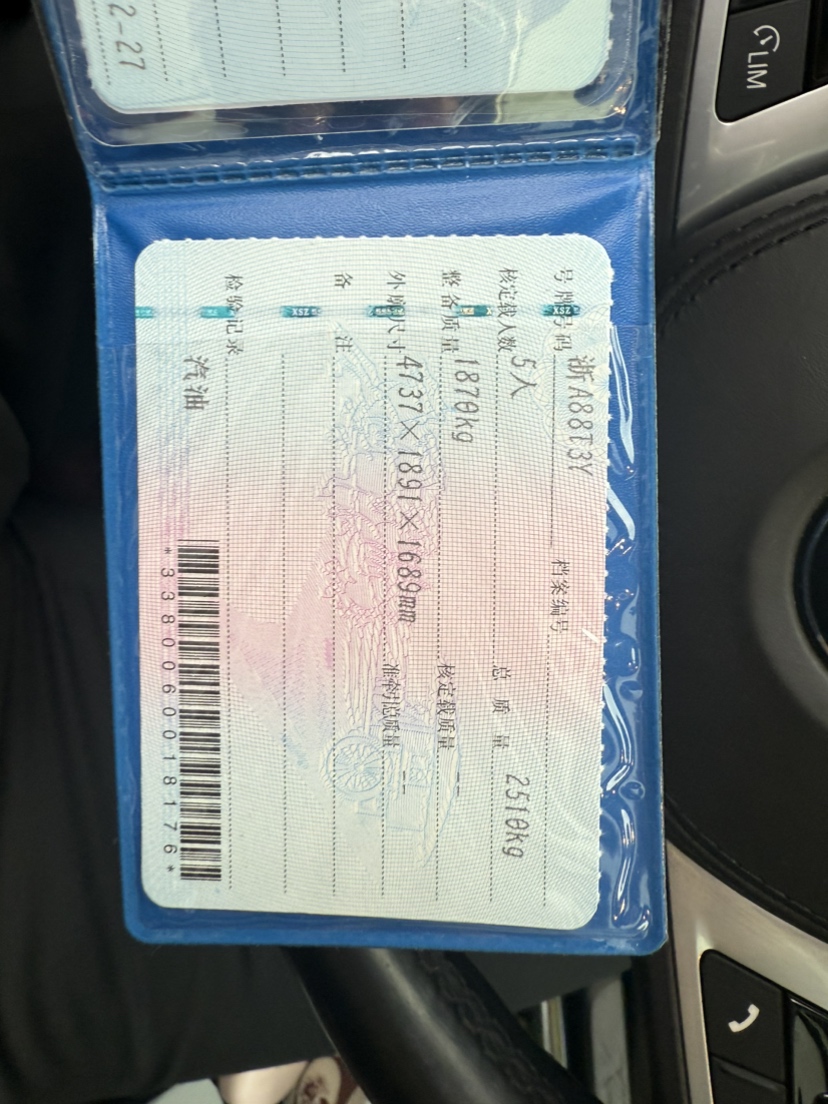 2-27
号牌号码 浙A88T3Y 档案编号
核定载人数 5人 总质量 2510kg
整备质量 1870kg 核定载质量 --
外廓尺寸 4737×1891×1689mm 准牵引总质量 --
备注
检验记录
汽油
*3380060018176*
LIM